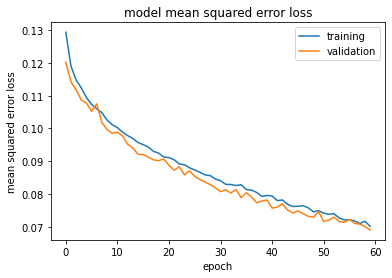 model mean squared error loss
training
validation
mean squared error loss
0.13
0.12
0.11
0.10
0.09
0.08
0.07
0 10 20 30 40 50 60
epoch